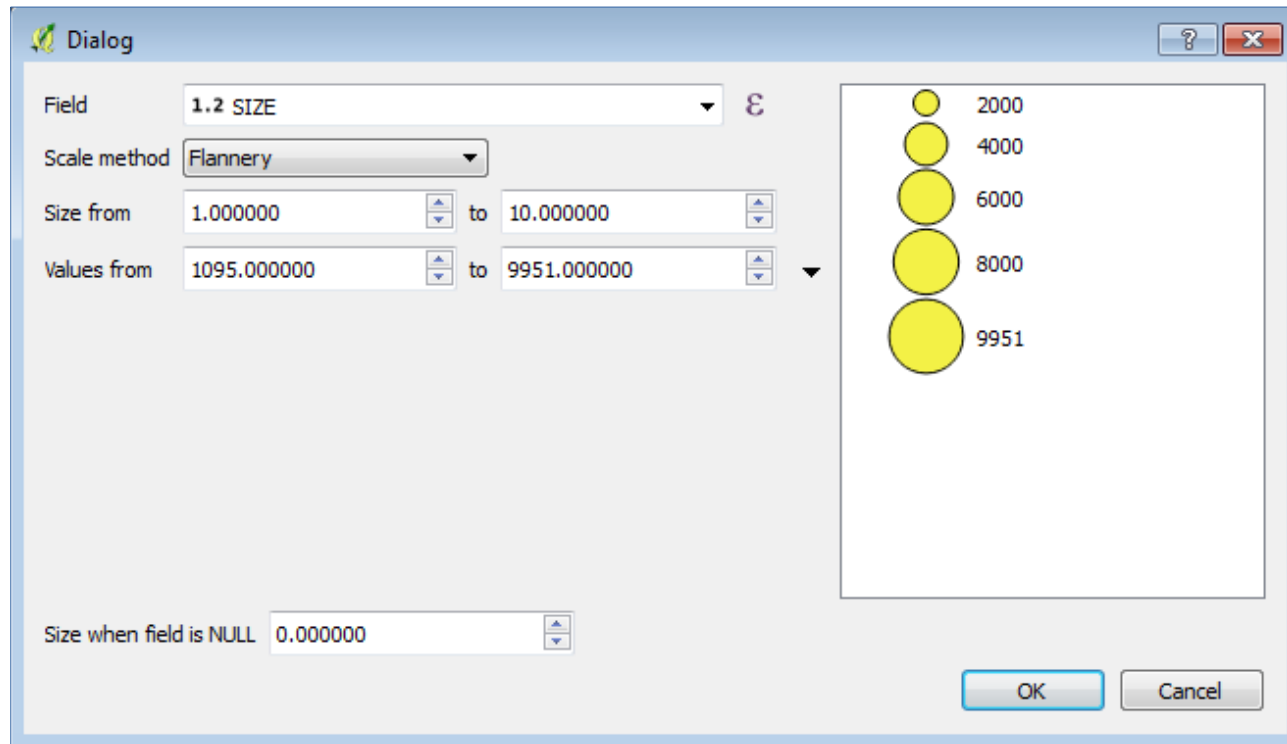 Dialog
Field 1.2 SIZE ε
Scale method Flannery
Size from 1.000000 to 10.000000
Values from 1095.000000 to 9951.000000
Size when field is NULL 0.000000
2000
4000
6000
8000
9951
OK Cancel